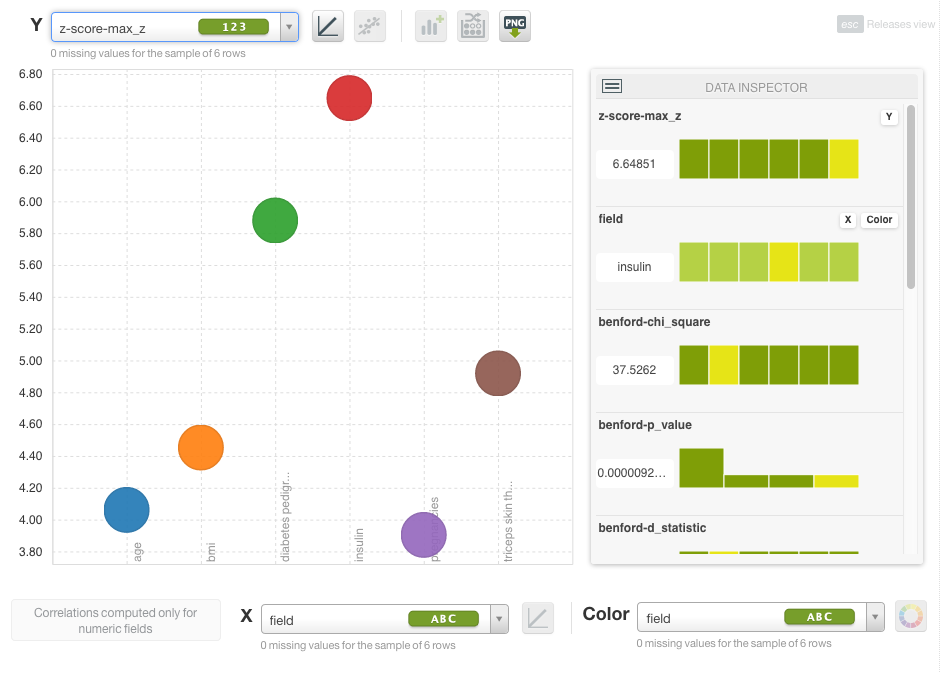 Y z-score-max_z 123
PNG
esc Releases view
0 missing values for the sample of 6 rows
6.80
6.60
6.40
6.20
6.00
5.80
5.60
5.40
5.20
5.00
4.80
4.60
4.40
4.20
4.00
3.80
age
bmi
diabetes pedigr...
insulin
pregnancies
triceps skin th...
DATA INSPECTOR
z-score-max_z Y
6.64851
field X Color
insulin
benford-chi_square
37.5262
benford-p_value
0.0000092…
benford-d_statistic
Correlations computed only for
numeric fields
X field ABC
0 missing values for the sample of 6 rows
Color field ABC
0 missing values for the sample of 6 rows